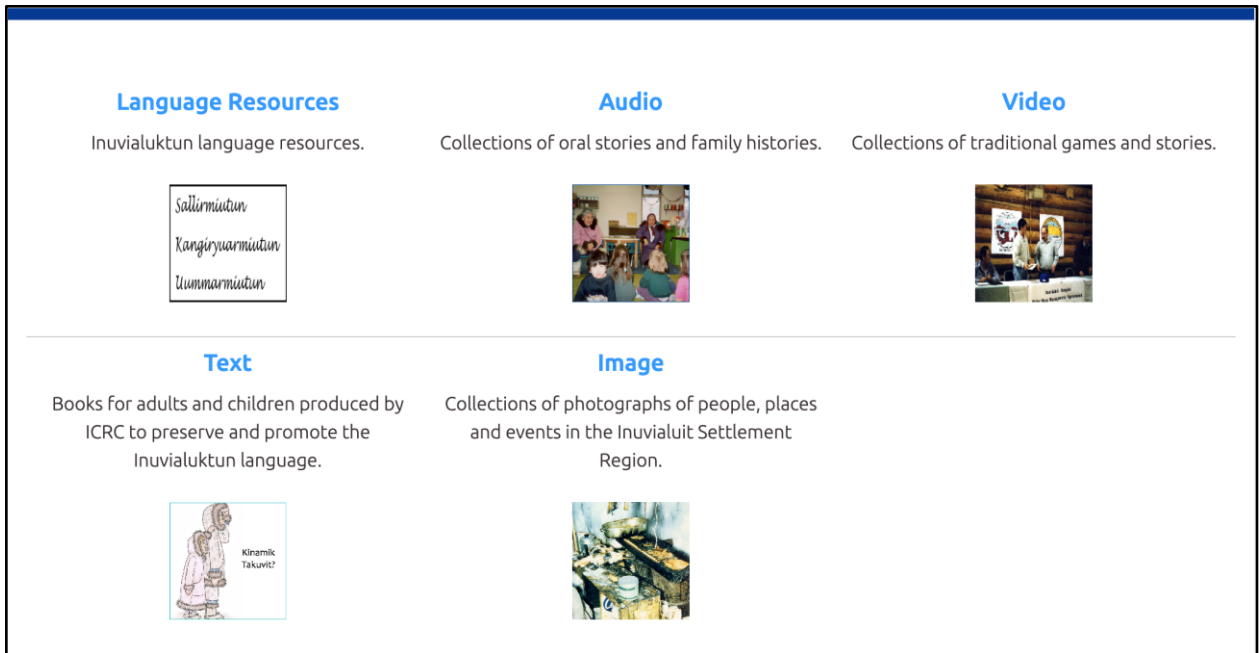 Language Resources
Inuvialuktun language resources.
Sallirmiutun
Kangiryuarmiutun
Uummarmiutun
Audio
Collections of oral stories and family histories.
Video
Collections of traditional games and stories.
Text
Books for adults and children produced by
ICRC to preserve and promote the
Inuvialuktun language.
Kinamik
Takuvit?
Image
Collections of photographs of people, places
and events in the Inuvialuit Settlement
Region.